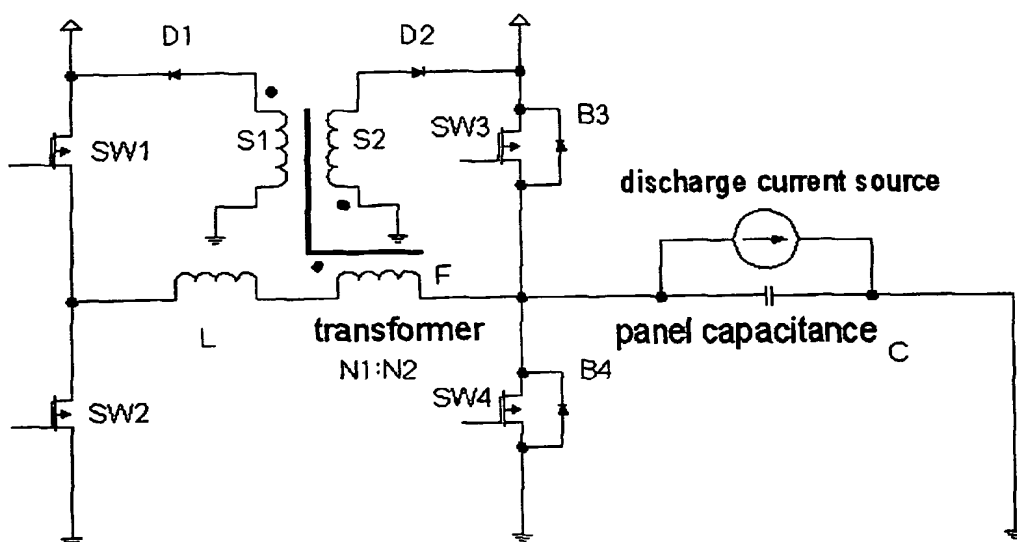 D1
D2
B3
S1
S2
SW3
SW1
discharge current source
F
L
transformer
N1:N2
panel capacitance
C
B4
SW4
SW2